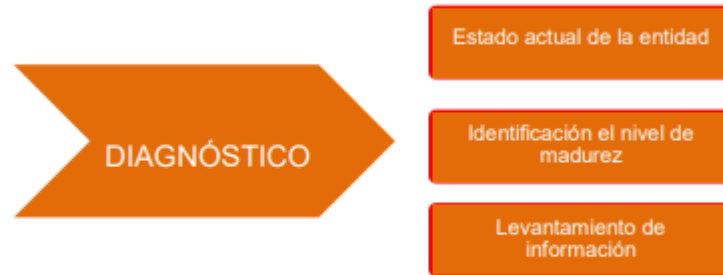 Estado actual de la entidad
DIAGNÓSTICO
Identificación el nivel de
madurez
Levantamiento de
información